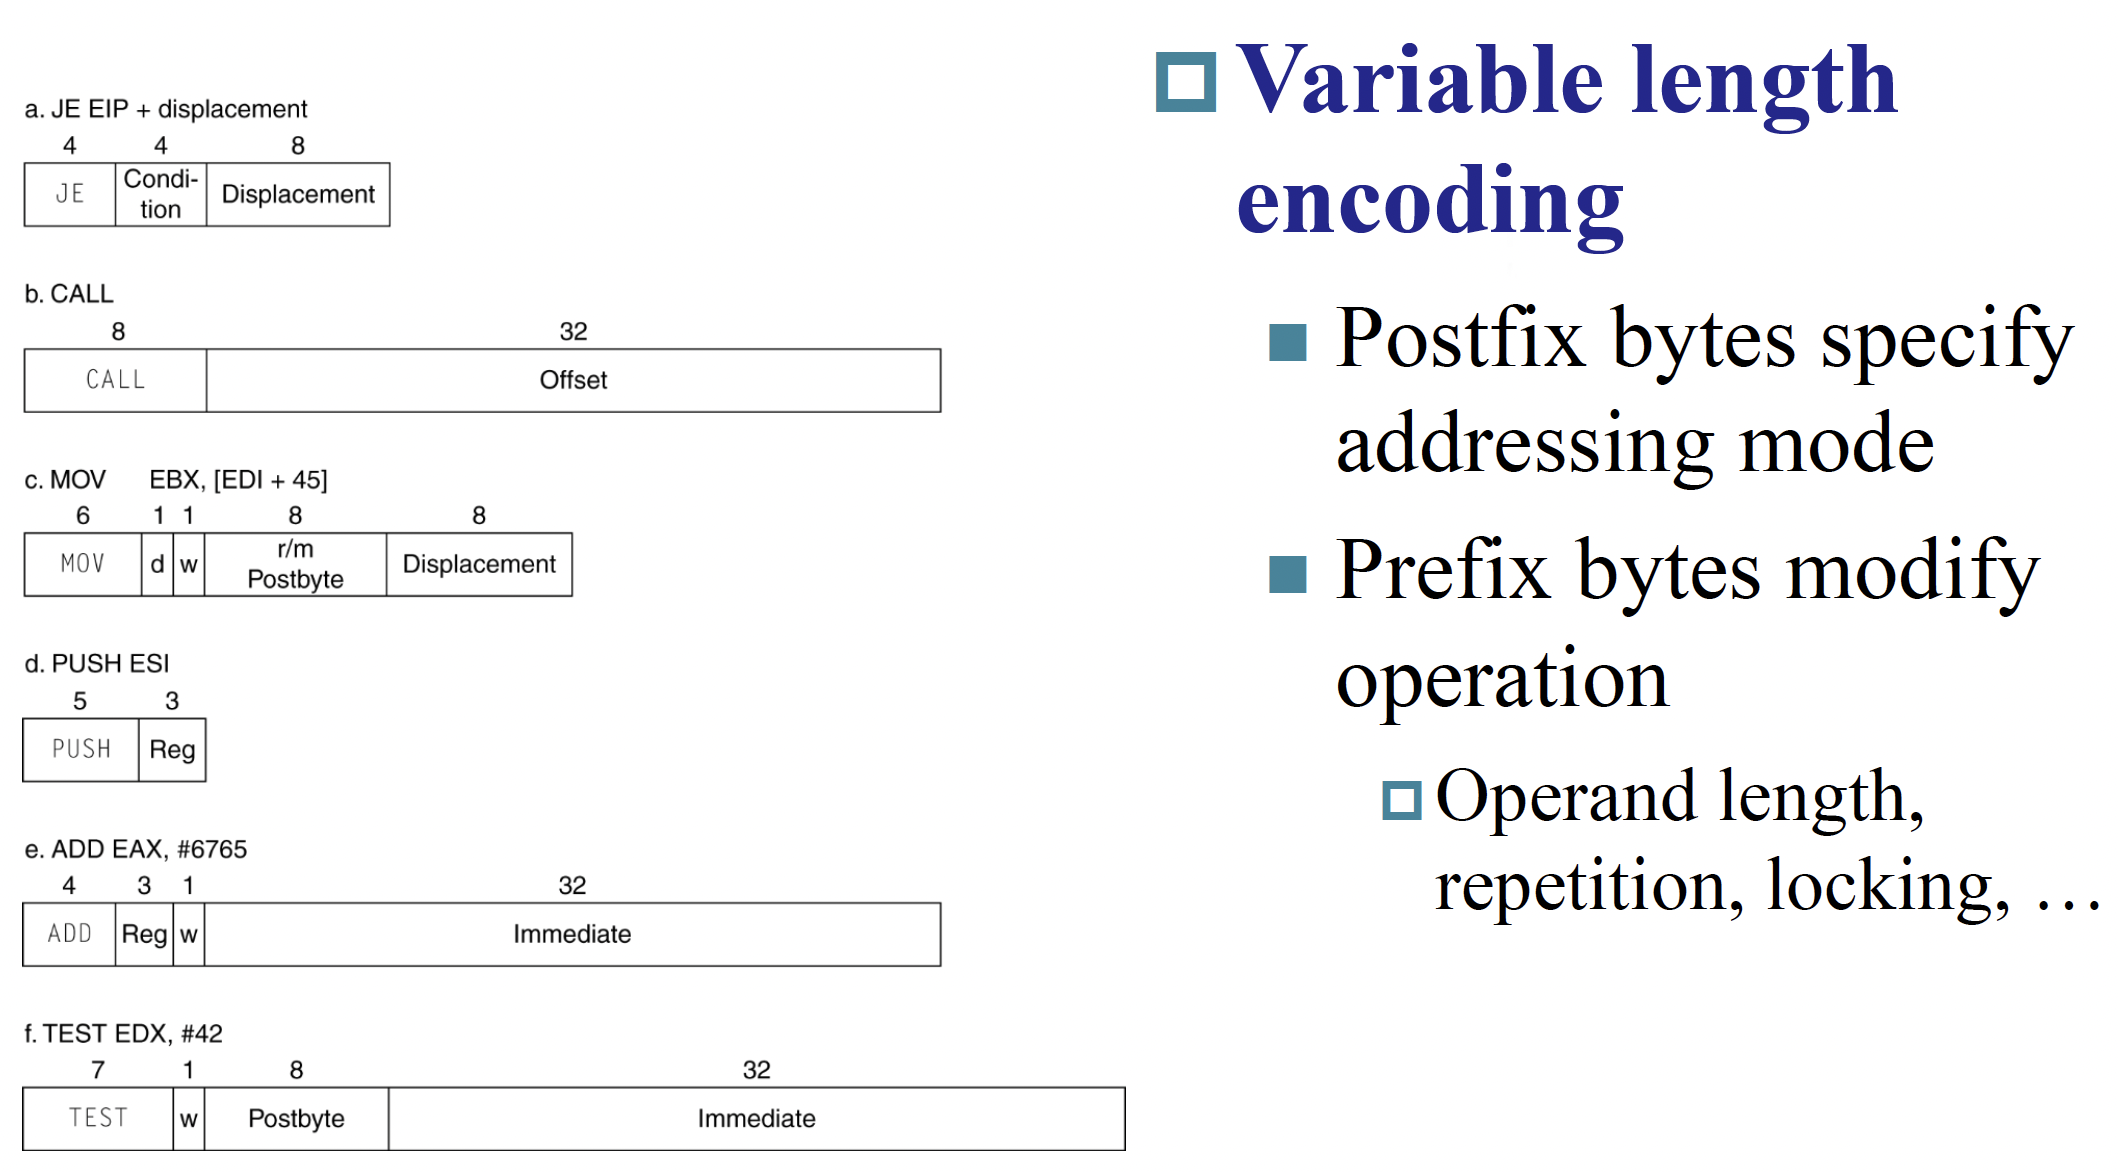 a. JE EIP + displacement
4 4 8
JE Condi-tion Displacement
b. CALL
8 32
CALL Offset
c. MOV EBX, [EDI + 45]
6 1 1 8 8
MOV d w r/m Postbyte Displacement
d. PUSH ESI
5 3
PUSH Reg
e. ADD EAX, #6765
4 3 1 32
ADD Reg w Immediate
f. TEST EDX, #42
7 1 8 32
TEST w Postbyte Immediate
Variable length
encoding
Postfix bytes specify
addressing mode
Prefix bytes modify
operation
Operand length,
repetition, locking, …